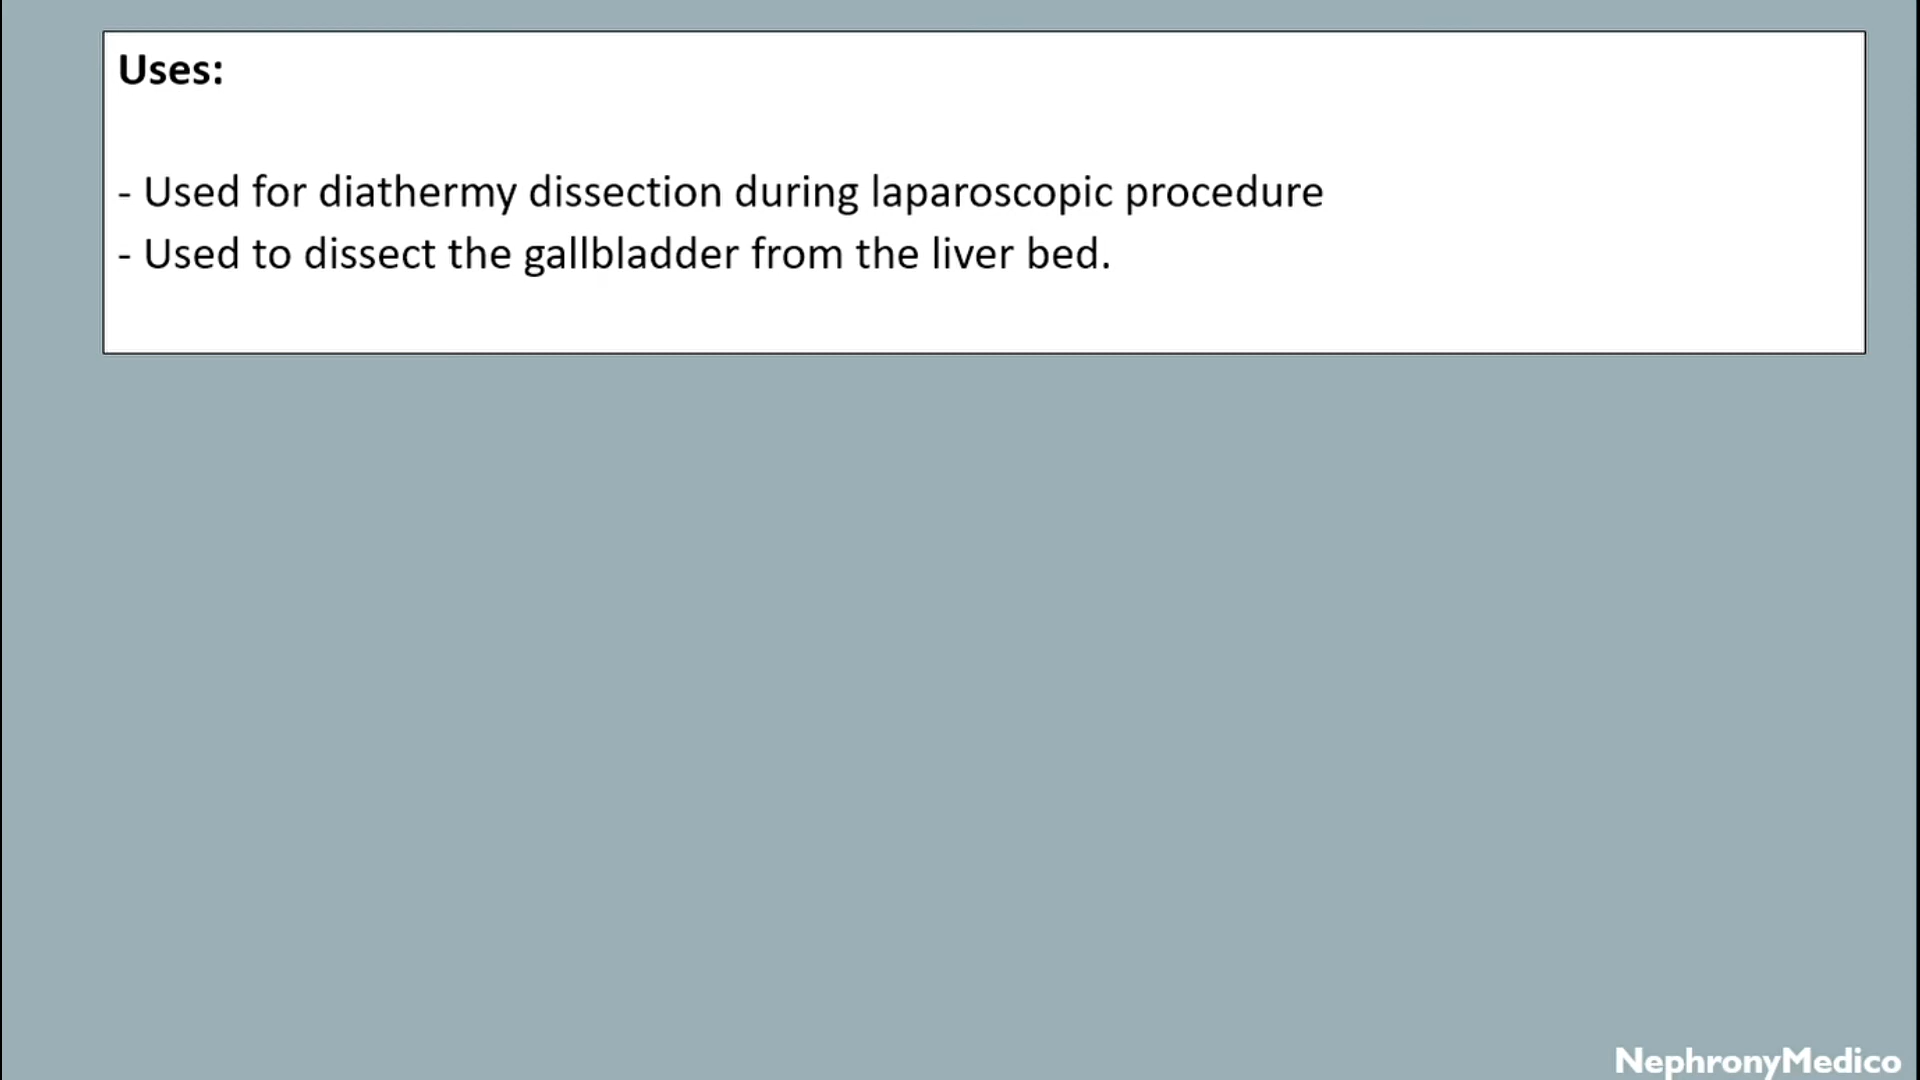 Uses:
- Used for diathermy dissection during laparoscopic procedure
- Used to dissect the gallbladder from the liver bed.
NephronyMedico